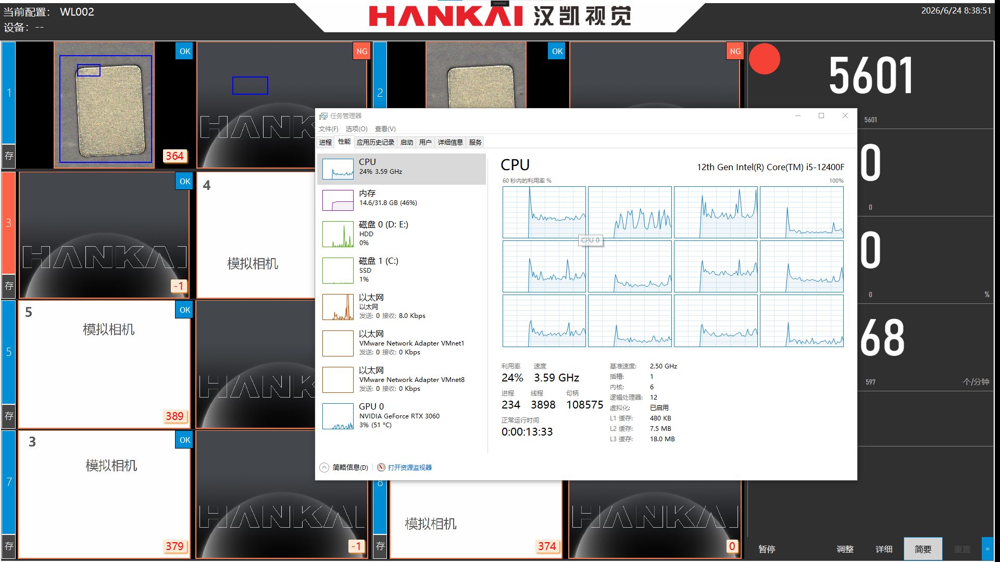 当前配置： WL002
设备：--
HANKAI 汉凯视觉
2026/6/24 8:38:51
1
OK
NG
2
OK
NG
存
364
HANK
5601
5601
0
0
0
0
%
68
597
个/分钟
3
OK
4
HANKAI
模拟相机
存
-1
5
OK
模拟相机
5
HANK
存
389
3
OK
模拟相机
7
HANKAI
存
379
-1
8
模拟相机
HANKAI
存
374
0
任务管理器
文件(F) 选项(O) 查看(V)
进程 性能 应用历史记录 启动 用户 详细信息 服务
CPU
24% 3.59 GHz
内存
14.6/31.8 GB (46%)
磁盘 0 (D: E:)
HDD
0%
磁盘 1 (C:)
SSD
1%
以太网
以太网
发送: 0 接收: 8.0 Kbps
以太网
VMware Network Adapter VMnet1
发送: 0 接收: 0 Kbps
以太网
VMware Network Adapter VMnet8
发送: 0 接收: 0 Kbps
GPU 0
NVIDIA GeForce RTX 3060
3% (51 °C)
CPU
12th Gen Intel(R) Core(TM) i5-12400F
60 秒内的利用率 %
100%
CPU 0
利用率 速度
24% 3.59 GHz
进程 线程 句柄
234 3898 108575
正常运行时间
0:00:13:33
基准速度: 2.50 GHz
插槽: 1
内核: 6
逻辑处理器: 12
虚拟化: 已启用
L1 缓存: 480 KB
L2 缓存: 7.5 MB
L3 缓存: 18.0 MB
简略信息(D) 打开资源监视器
暂停 调整 详细 简要 重置 =